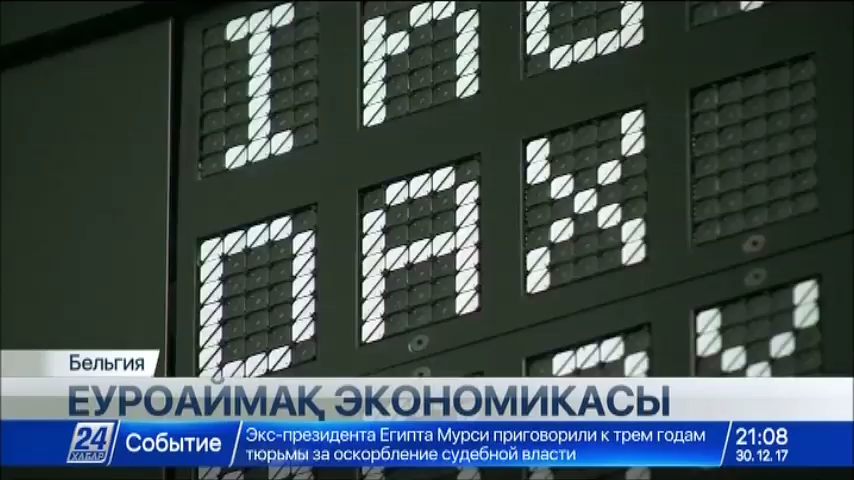 DAX
Бельгия
ЕУРОАЙМАҚ ЭКОНОМИКАСЫ
24 ХАБАР
Событие
Экс-президента Египта Мурси приговорили к трем годам
тюрьмы за оскорбление судебной власти
21:08
30.12.17